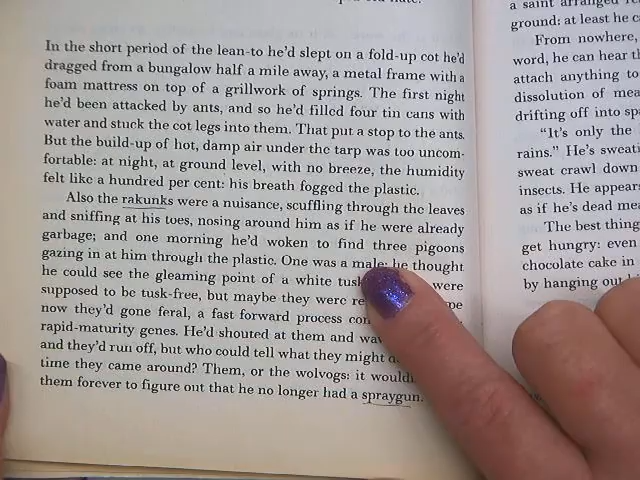 In the short period of the lean-to he'd slept on a fold-up cot he'd
dragged from a bungalow half a mile away, a metal frame with a
foam mattress on top of a grillwork of springs. The first night
he'd been attacked by ants, and so he'd filled four tin cans with
water and stuck the cot legs into them. That put a stop to the ants.
But the build-up of hot, damp air under the tarp was too uncom-
fortable: at night, at ground level, with no breeze, the humidity
felt like a hundred per cent: his breath fogged the plastic.
Also the rakunks were a nuisance, scuffling through the leaves
and sniffing at his toes, nosing around him as if he were already
garbage; and one morning he'd woken to find three pigoons
gazing in at him through the plastic. One was a male; he thought
he could see the gleaming point of a white tusk were
supposed to be tusk-free, but maybe they were
now they'd gone feral, a fast forward process
rapid-maturity genes. He'd shouted at them and
and they'd run off, but who could tell what they might
time they came around? Them, or the wolvogs: it
them forever to figure out that he no longer had a spraygun.
a saint arranged
ground: at least he
From nowhere,
word, he can hear
attach anything to
dissolution of
drifting off into
"It's only the
rains." He's
sweat crawl down
insects. He appears
as if he's dead
The best thing
get hungry: even
chocolate cake in
by hanging out